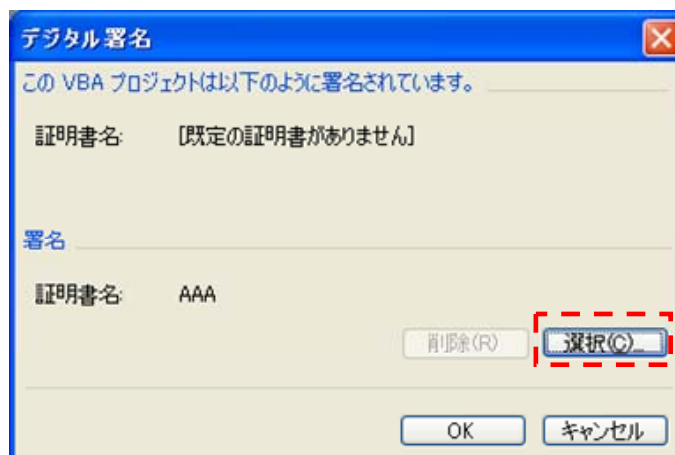 デジタル署名
この VBA プロジェクトは以下のように署名されています。
証明書名: [既定の証明書がありません]
署名
証明書名: AAA
削除(R) 選択(C)...
OK キャンセル